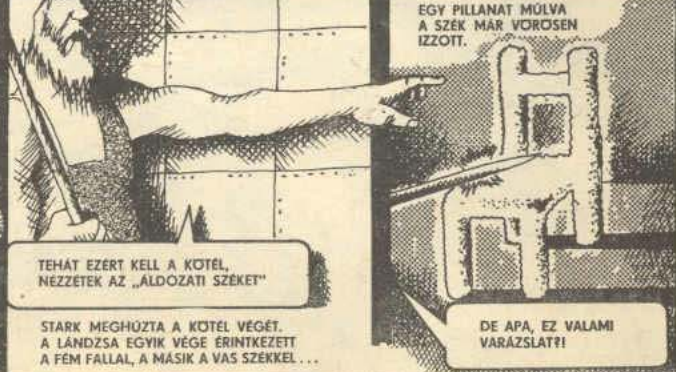 TEHÁT EZÉRT KELL A KÖTÉL,
NÉZZÉTEK AZ „ÁLDOZATI SZÉKET"
STARK MEGHÚZTA A KÖTÉL VÉGÉT.
A LÁNDZSA EGYIK VÉGE ÉRINTKEZETT
A FÉM FALLAL, A MÁSIK A VAS SZÉKKEL...
EGY PILLANAT MÚLVA
A SZÉK MÁR VÖRÖSEN
IZZOTT.
DE APA, EZ VALAMI
VARÁZSLAT?!